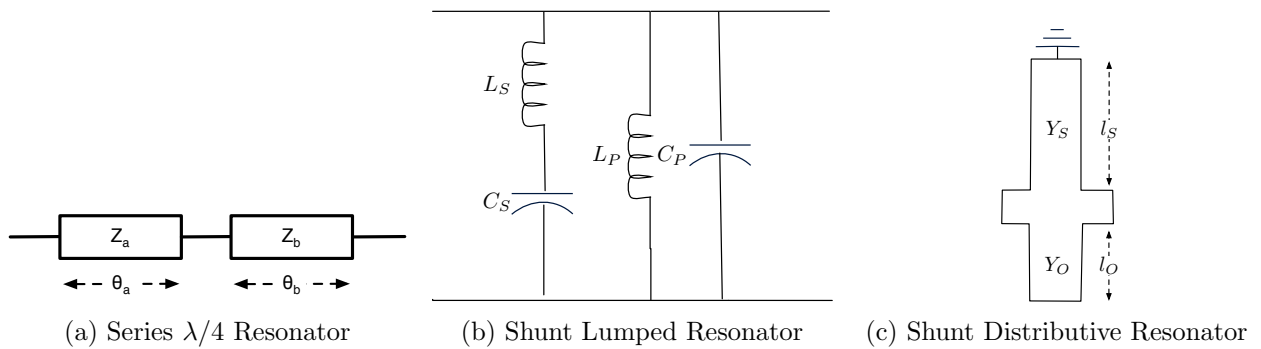 Z_a
Z_b
θ_a
θ_b
(a) Series λ/4 Resonator
L_S
C_S
L_P
C_P
(b) Shunt Lumped Resonator
Y_S
l_S
Y_O
l_O
(c) Shunt Distributive Resonator